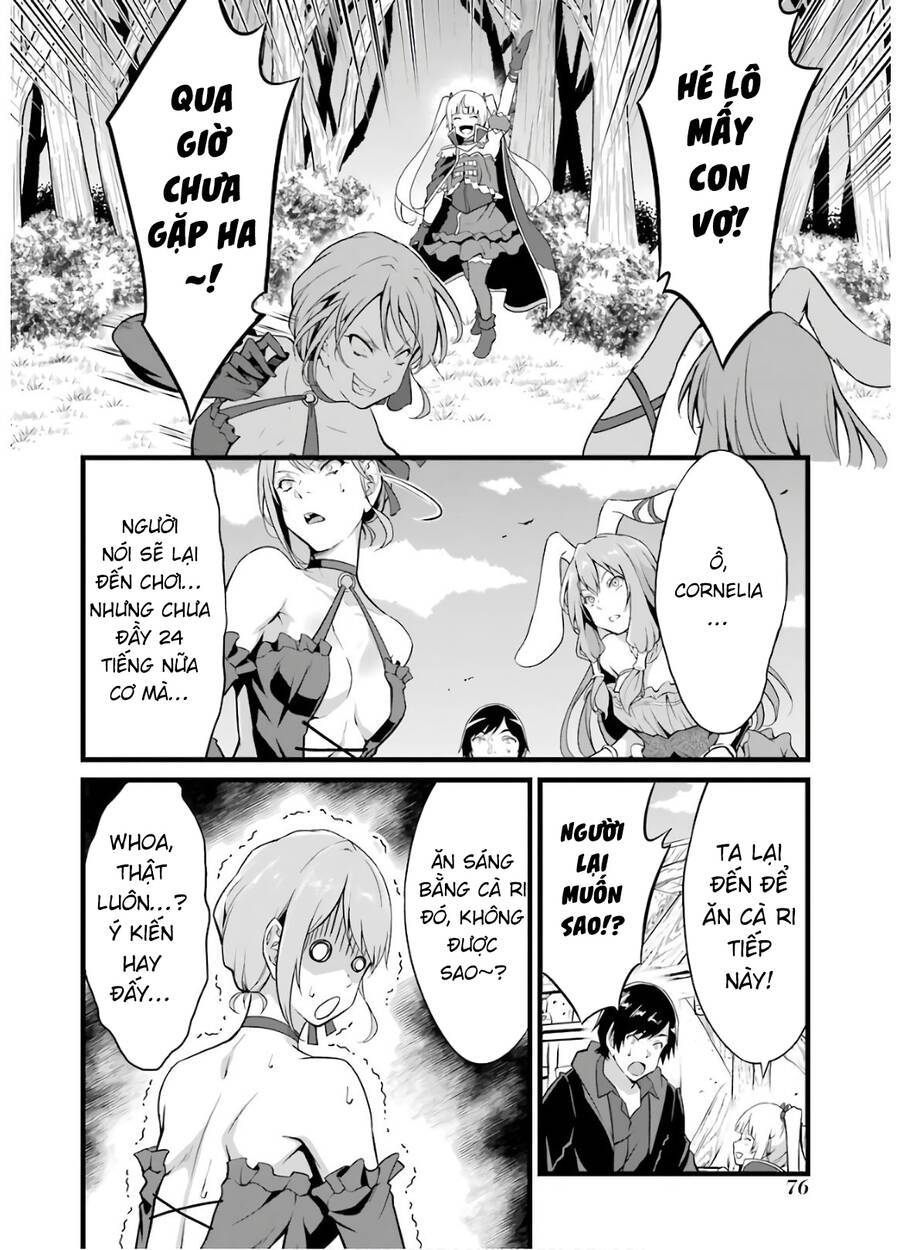 HÉ LÔ
MẤY
CON
VỢ!
QUA
GIỜ
CHƯA
GẶP HA
~!
Ồ,
CORNELIA
...
NGƯỜI
NÓI SẼ LẠI
ĐẾN CHƠI...
NHƯNG CHƯA
ĐẦY 24
TIẾNG NỮA
CƠ MÀ...
TA LẠI
ĐẾN ĐỂ
ĂN CÀ RI
TIẾP
NÀY!
NGƯỜI
LẠI
MUỐN
SAO!?
ĂN SÁNG
BẰNG CÀ RI
ĐÓ, KHÔNG
ĐƯỢC
SAO~?
WHOA,
THẬT
LUÔN...?
Ý KIẾN
HAY
ĐẤY...
76